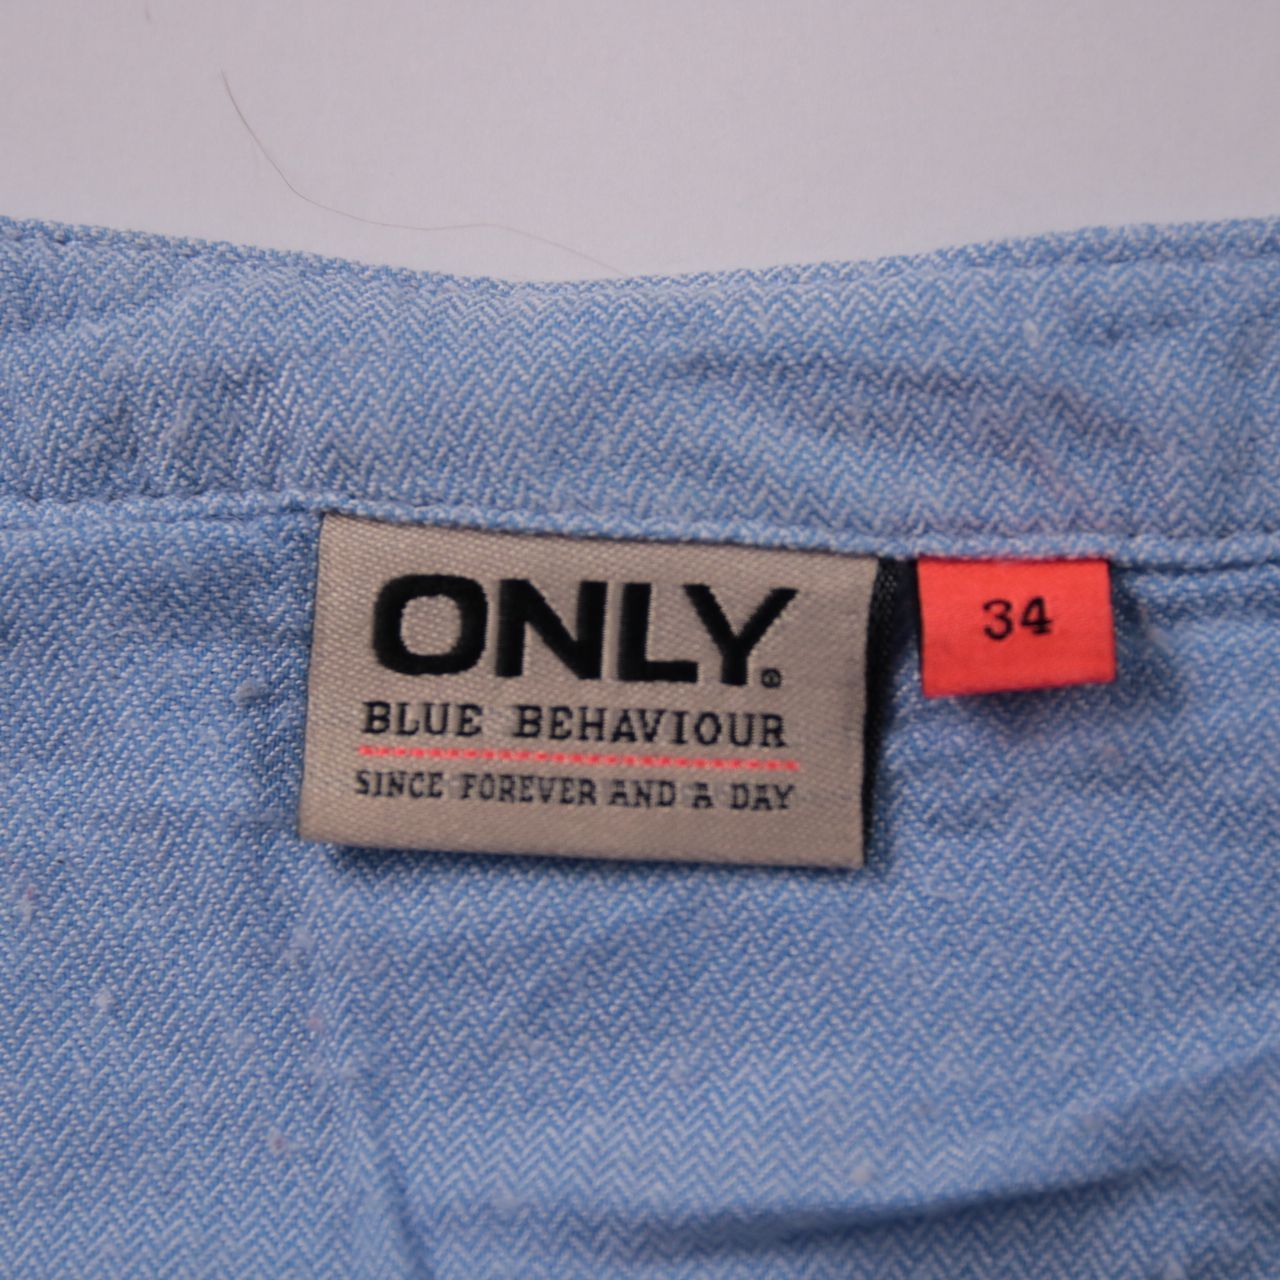 ONLY®
BLUE BEHAVIOUR
SINCE FOREVER AND A DAY
34